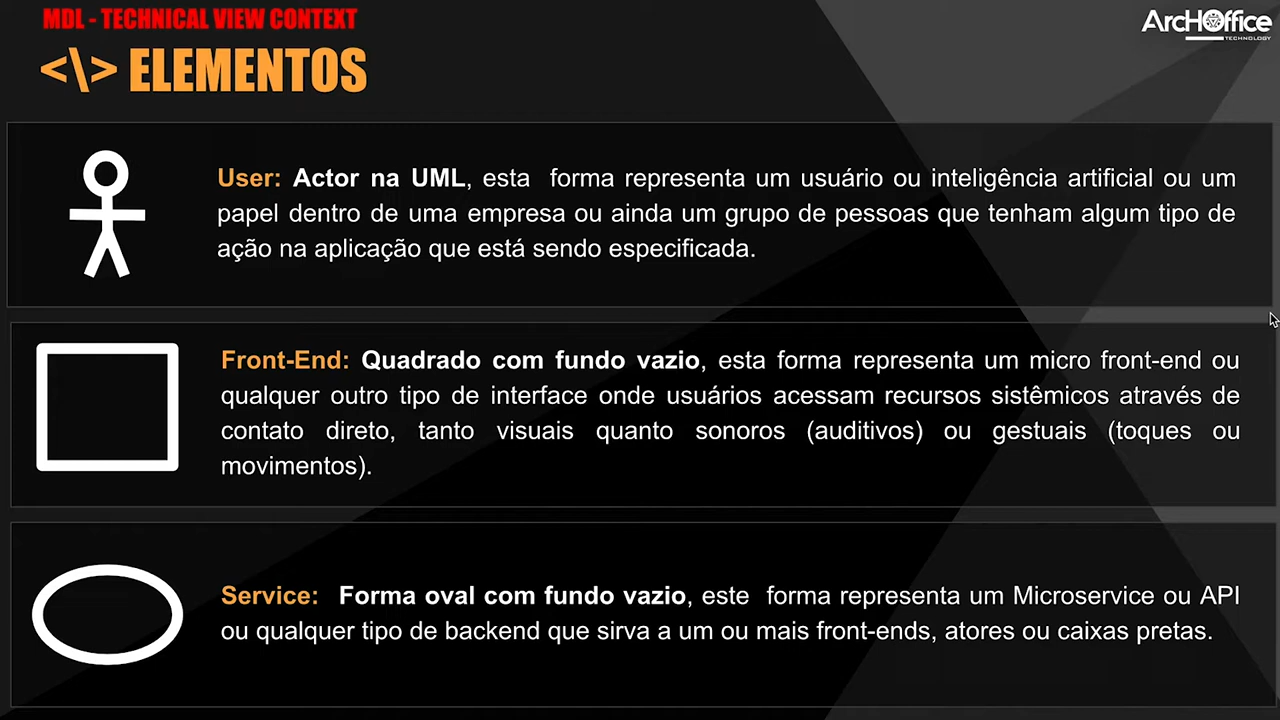 MDL - TECHNICAL VIEW CONTEXT
<\> ELEMENTOS
ArcHOffice
TECHNOLOGY
User: Actor na UML, esta forma representa um usuário ou inteligência artificial ou um
papel dentro de uma empresa ou ainda um grupo de pessoas que tenham algum tipo de
ação na aplicação que está sendo especificada.
Front-End: Quadrado com fundo vazio, esta forma representa um micro front-end ou
qualquer outro tipo de interface onde usuários acessam recursos sistêmicos através de
contato direto, tanto visuais quanto sonoros (auditivos) ou gestuais (toques ou
movimentos).
Service: Forma oval com fundo vazio, este forma representa um Microservice ou API
ou qualquer tipo de backend que sirva a um ou mais front-ends, atores ou caixas pretas.